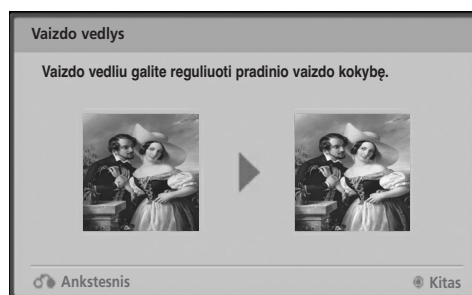 Vaizdo vedlys
Vaizdo vedliu galite reguliuoti pradinio vaizdo kokybę.
Ankstesnis
Kitas